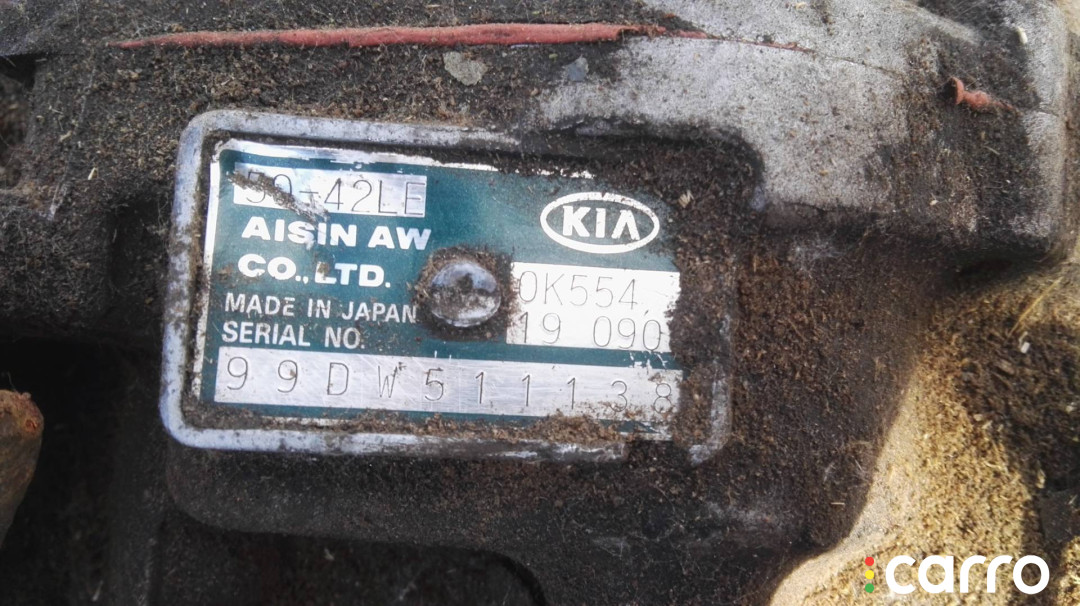 50-42LE
AISIN AW
CO., LTD.
MADE IN JAPAN
SERIAL NO.
KIA
0K554
19 090
99DW511138
carro